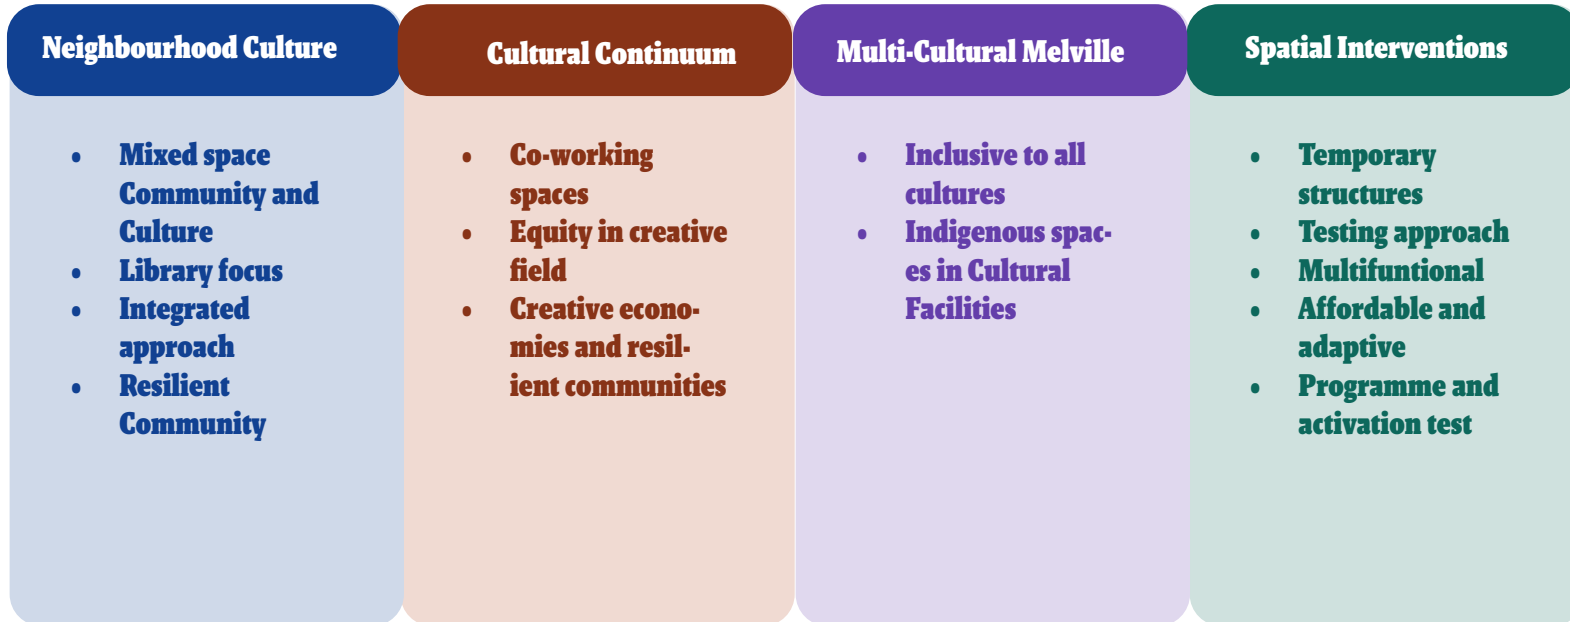 Neighbourhood Culture
• Mixed space
Community and
Culture
• Library focus
• Integrated
approach
• Resilient
Community
Cultural Continuum
• Co-working
spaces
• Equity in creative
field
• Creative econo-
mies and resil-
ient communities
Multi-Cultural Melville
• Inclusive to all
cultures
• Indigenous spac-
es in Cultural
Facilities
Spatial Interventions
• Temporary
structures
• Testing approach
• Multifuntional
• Affordable and
adaptive
• Programme and
activation test